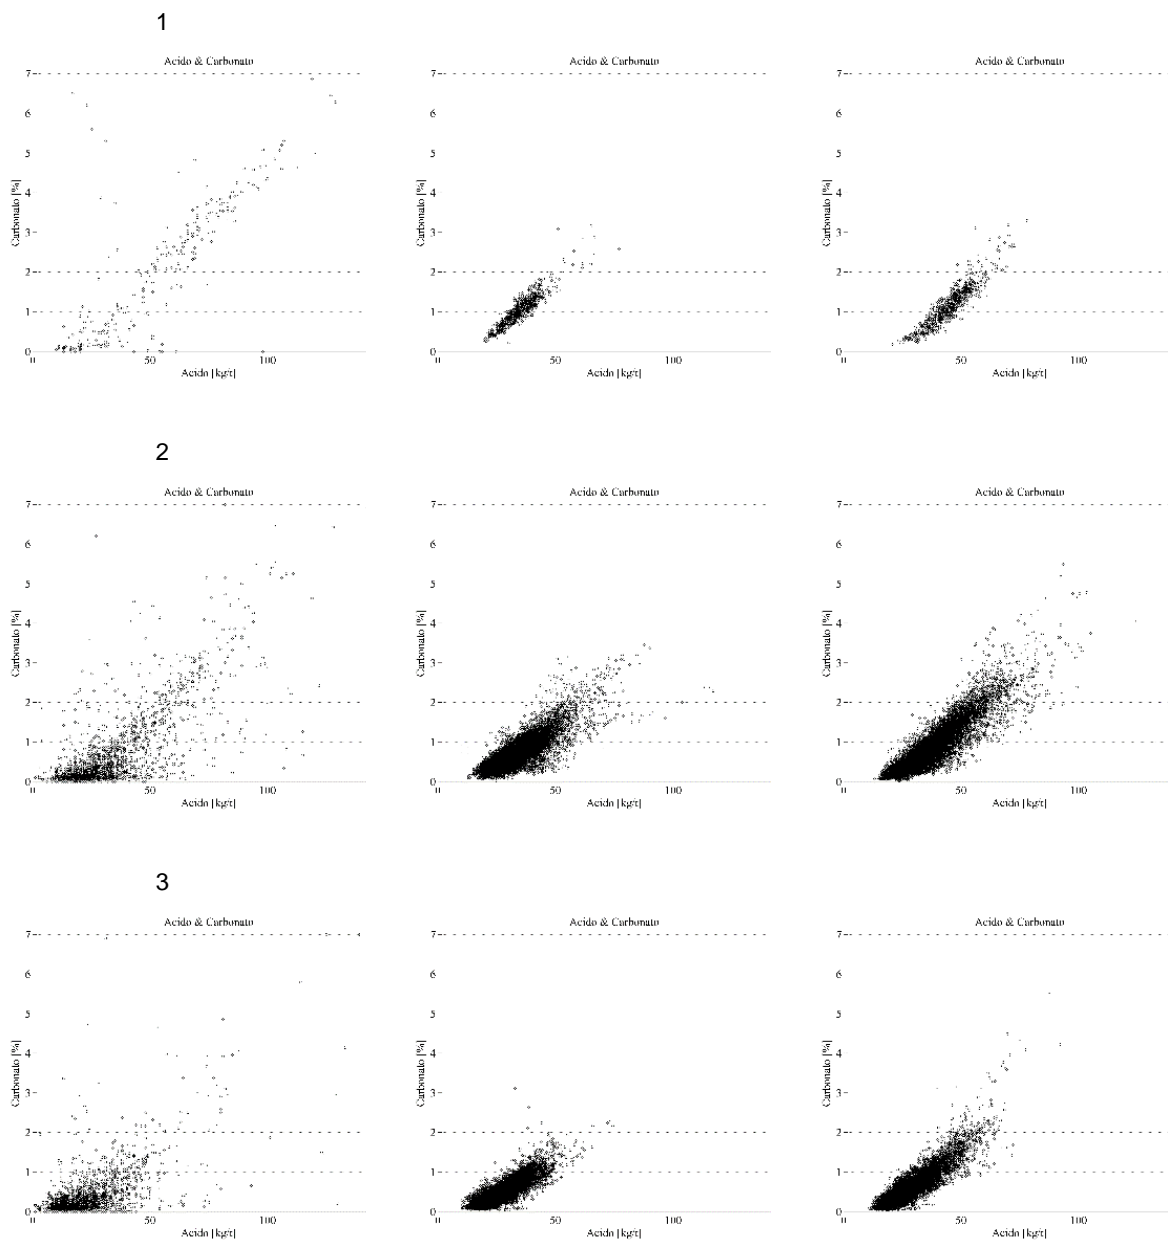 1
Acido & Carbonato Acido & Carbonato Acido & Carbonato
7 7 7
6 6 6
5 5 5
4 4 4
3 3 3
2 2 2
1 1 1
0 0 0
Carbonato [%] Carbonato [%] Carbonato [%]
0 50 100 0 50 100 0 50 100
Acido [kg/t] Acido [kg/t] Acido [kg/t]
2
Acido & Carbonato Acido & Carbonato Acido & Carbonato
7 7 7
6 6 6
5 5 5
4 4 4
3 3 3
2 2 2
1 1 1
0 0 0
Carbonato [%] Carbonato [%] Carbonato [%]
0 50 100 0 50 100 0 50 100
Acido [kg/t] Acido [kg/t] Acido [kg/t]
3
Acido & Carbonato Acido & Carbonato Acido & Carbonato
7 7 7
6 6 6
5 5 5
4 4 4
3 3 3
2 2 2
1 1 1
0 0 0
Carbonato [%] Carbonato [%] Carbonato [%]
0 50 100 0 50 100 0 50 100
Acido [kg/t] Acido [kg/t] Acido [kg/t]